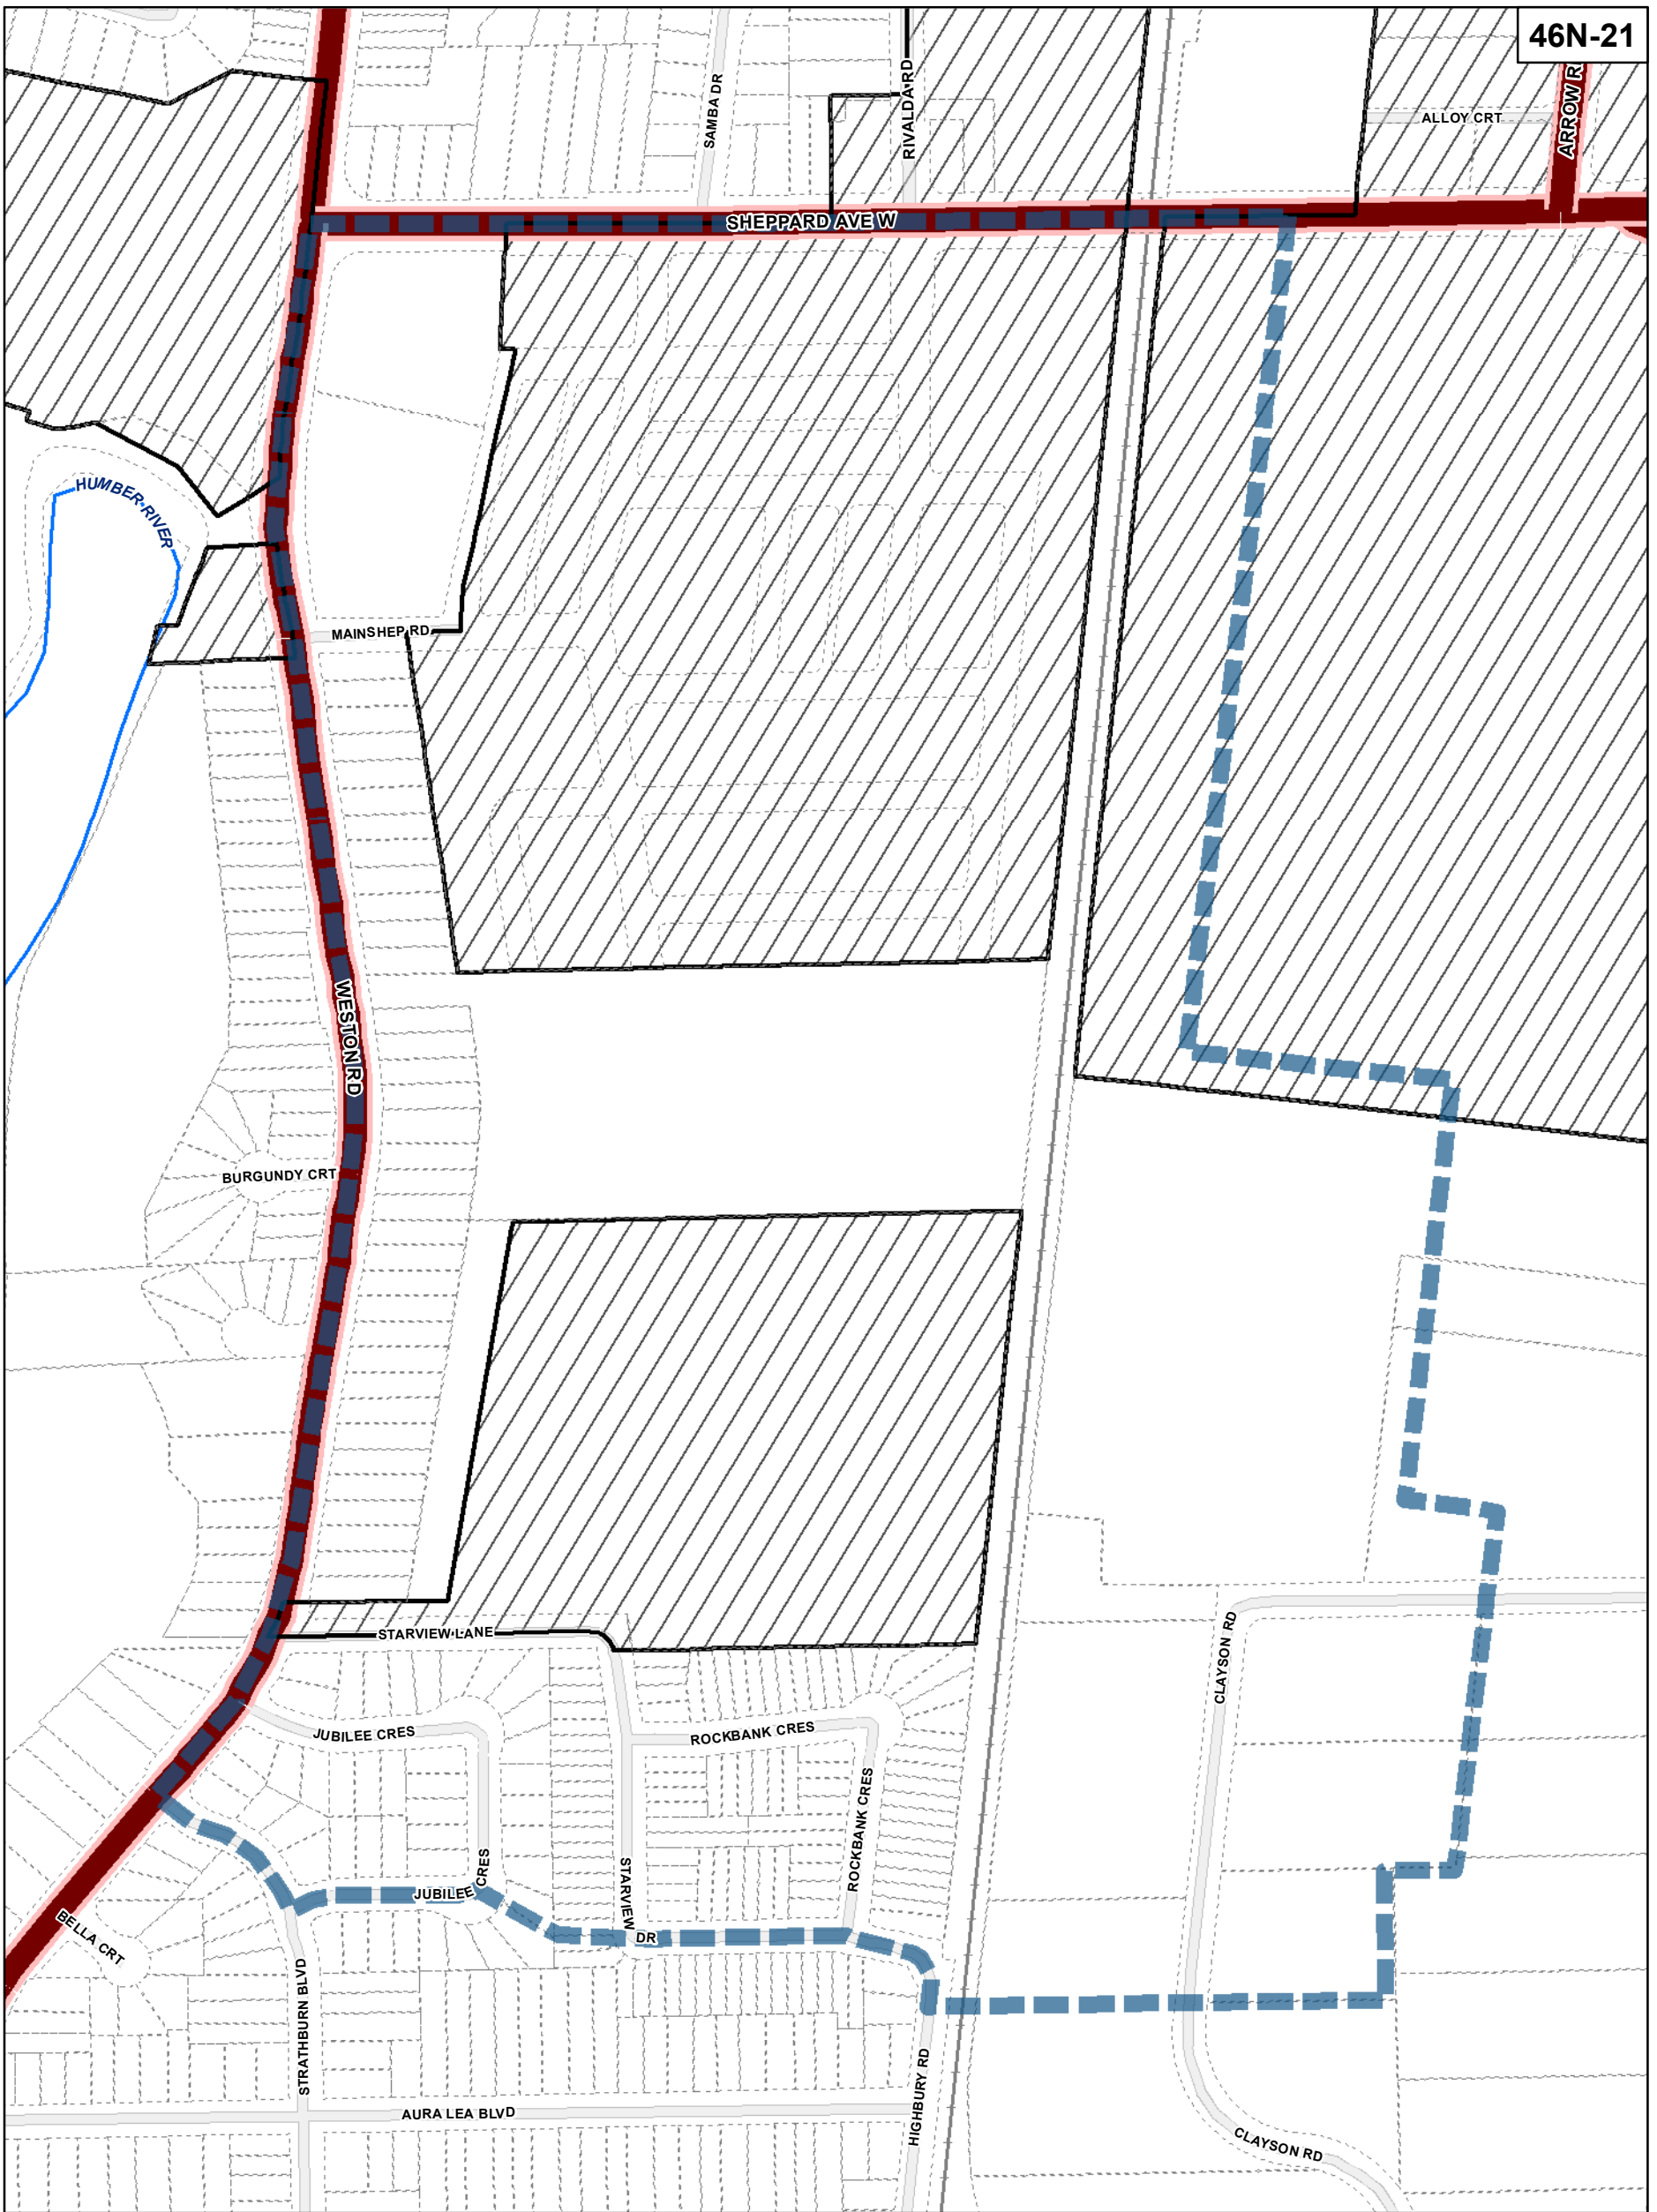 46N-21
SAMBA DR
RIVALDA RD
ALLOY CRT
ARROW R
SHEPPARD AVE W
HUMBER RIVER
MAINSHEP RD
WESTON RD
BURGUNDY CRT
STARVIEW LANE
CLAYSON RD
JUBILEE CRES
ROCKBANK CRES
ROCKBANK CRES
JUBILEE CRES
STARVIEW DR
BELLA CRT
STRATHBURN BLVD
HIGHBURY RD
AURA LEA BLVD
CLAYSON RD